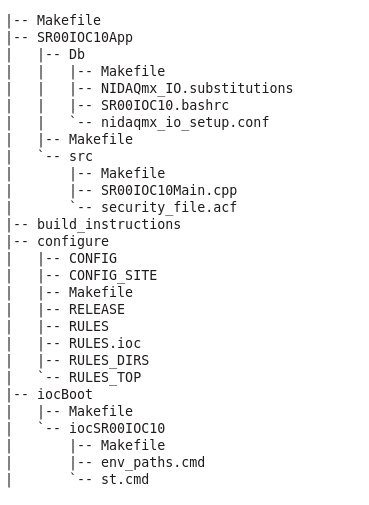 |-- Makefile
|-- SR00IOC10App
|   |-- Db
|   |   |-- Makefile
|   |   |-- NIDAQmx_IO.substitutions
|   |   |-- SR00IOC10.bashrc
|   |   `-- nidaqmx_io_setup.conf
|   |-- Makefile
|   `-- src
|       |-- Makefile
|       |-- SR00IOC10Main.cpp
|       `-- security_file.acf
|-- build_instructions
|-- configure
|   |-- CONFIG
|   |-- CONFIG_SITE
|   |-- Makefile
|   |-- RELEASE
|   |-- RULES
|   |-- RULES.ioc
|   |-- RULES_DIRS
|   `-- RULES_TOP
|-- iocBoot
|   |-- Makefile
|   `-- iocSR00IOC10
|       |-- Makefile
|       |-- env_paths.cmd
|       `-- st.cmd